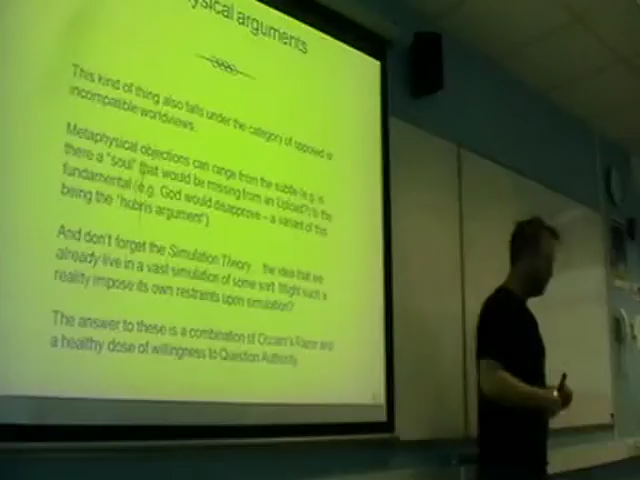 ysical arguments
This kind of thing also falls under the category of opposed or
incompatible worldviews.
Metaphysical objections can range from the subtle (e.g. is
there a "soul" that would be missing from an Upload?) to the
fundamental (e.g. God would disapprove – a variant of this
being the "hubris argument")
And don't forget the Simulation Theory... the idea that we
already live in a vast simulation of some sort. Might such a
reality impose its own restraints upon simulation?
The answer to these is a combination of Occam's Razor and
a healthy dose of willingness to Question Authority.